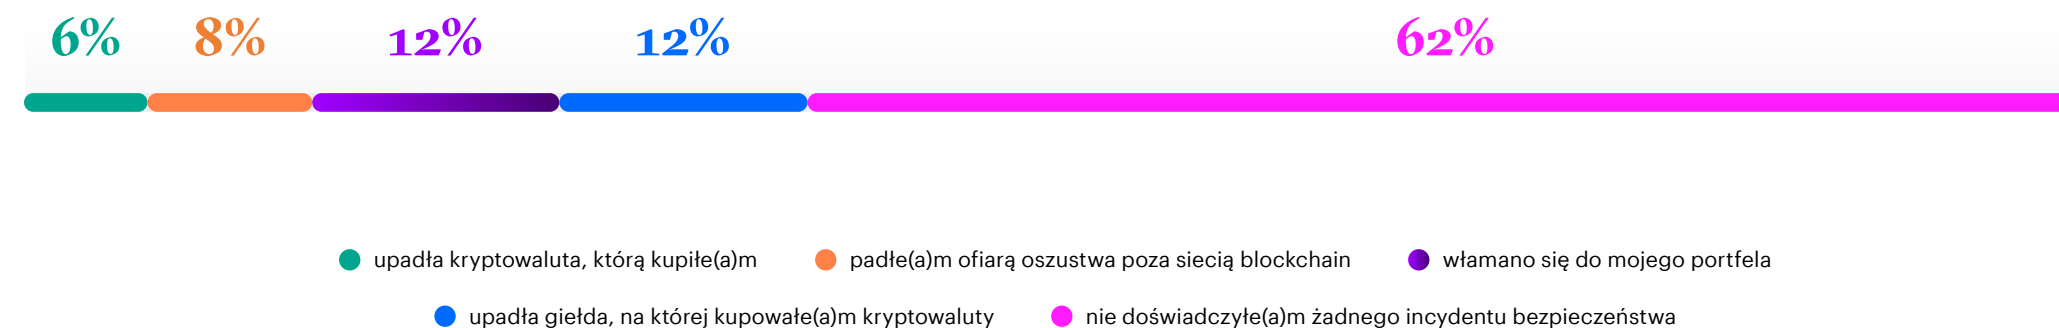 6% 8% 12% 12% 62%
upadła kryptowaluta, którą kupiłe(a)m padłe(a)m ofiarą oszustwa poza siecią blockchain włamano się do mojego portfela
upadła giełda, na której kupowałe(a)m kryptowaluty nie doświadczyłe(a)m żadnego incydentu bezpieczeństwa